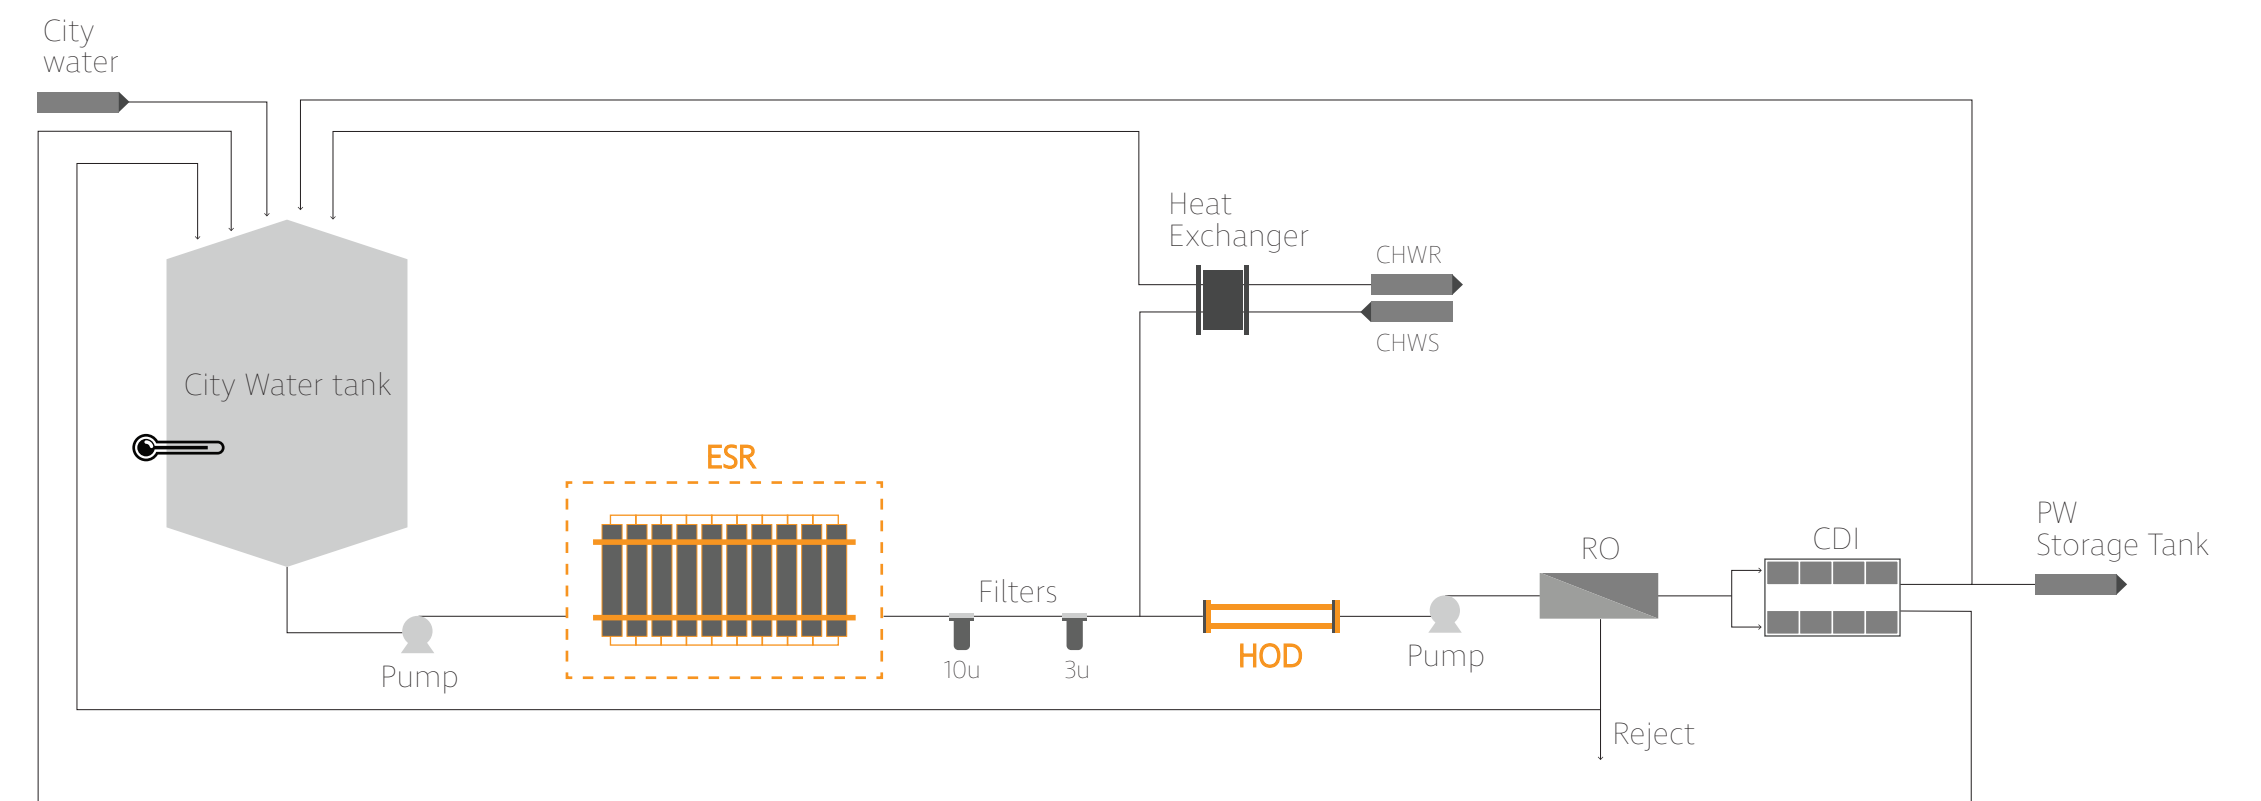 City
water
Heat
Exchanger
CHWR
CHWS
City Water tank
ESR
PW
Storage Tank
CDI
RO
Filters
10u
3u
HOD
Pump
Pump
Reject